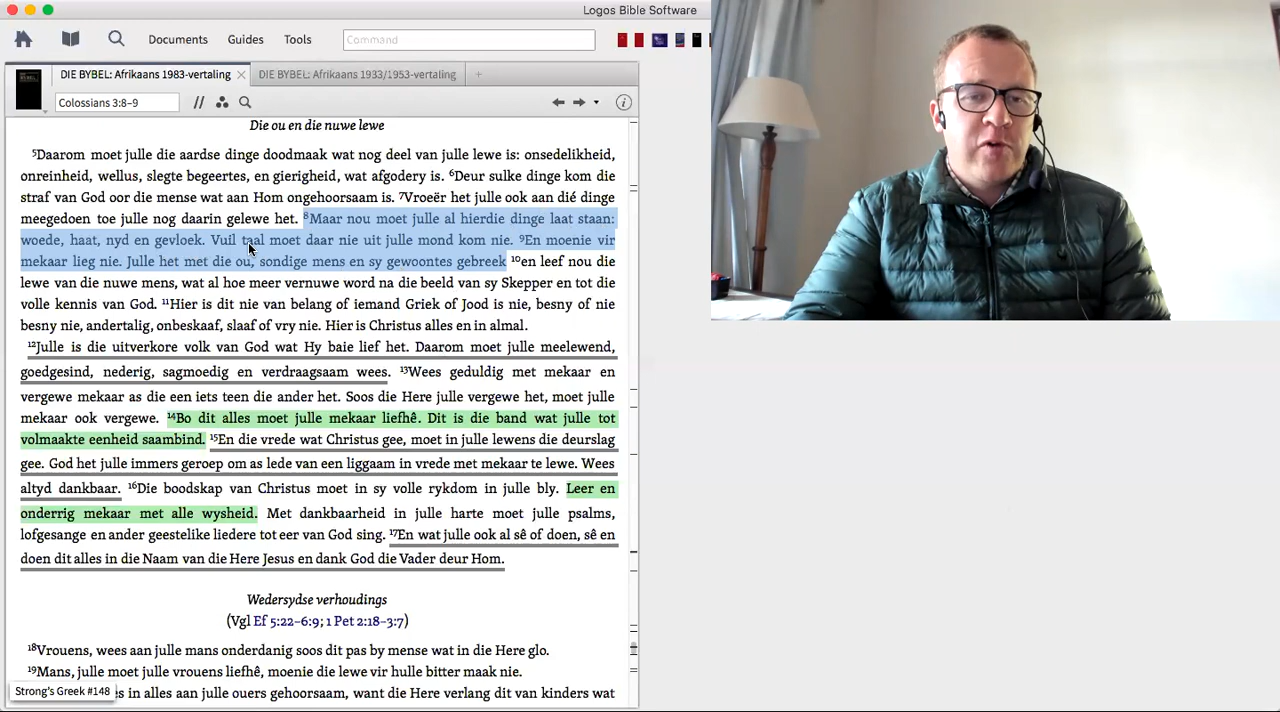 Logos Bible Software
Documents Guides Tools Command
DIE BYBEL: Afrikaans 1983-vertaling DIE BYBEL: Afrikaans 1933/1953-vertaling
Colossians 3:8–9
Die ou en die nuwe lewe
⁵Daarom moet julle die aardse dinge doodmaak wat nog deel van julle lewe is: onsedelikheid,
onreinheid, wellus, slegte begeertes, en gierigheid, wat afgodery is. ⁶Deur sulke dinge kom die
straf van God oor die mense wat aan Hom ongehoorsaam is. ⁷Vroeër het julle ook aan dié dinge
meegedoen toe julle nog daarin gelewe het. ⁸Maar nou moet julle al hierdie dinge laat staan:
woede, haat, nyd en gevloek. Vuil taal moet daar nie uit julle mond kom nie. ⁹En moenie vir
mekaar lieg nie. Julle het met die ou, sondige mens en sy gewoontes gebreek ¹⁰en leef nou die
lewe van die nuwe mens, wat al hoe meer vernuwe word na die beeld van sy Skepper en tot die
volle kennis van God. ¹¹Hier is dit nie van belang of iemand Griek of Jood is nie, besny of nie
besny nie, andertalig, onbeskaaf, slaaf of vry nie. Hier is Christus alles en in almal.
¹²Julle is die uitverkore volk van God wat Hy baie lief het. Daarom moet julle meelewend,
goedgesind, nederig, sagmoedig en verdraagsaam wees. ¹³Wees geduldig met mekaar en
vergewe mekaar as die een iets teen die ander het. Soos die Here julle vergewe het, moet julle
mekaar ook vergewe. ¹⁴Bo dit alles moet julle mekaar liefhê. Dit is die band wat julle tot
volmaakte eenheid saambind. ¹⁵En die vrede wat Christus gee, moet in julle lewens die deurslag
gee. God het julle immers geroep om as lede van een liggaam in vrede met mekaar te lewe. Wees
altyd dankbaar. ¹⁶Die boodskap van Christus moet in sy volle rykdom in julle bly. Leer en
onderrig mekaar met alle wysheid. Met dankbaarheid in julle harte moet julle psalms,
lofgesange en ander geestelike liedere tot eer van God sing. ¹⁷En wat julle ook al sê of doen, sê en
doen dit alles in die Naam van die Here Jesus en dank God die Vader deur Hom.
Wedersydse verhoudings
(Vgl Ef 5:22–6:9; 1 Pet 2:18–3:7)
¹⁸Vrouens, wees aan julle mans onderdanig soos dit pas by mense wat in die Here glo.
¹⁹Mans, julle moet julle vrouens liefhê, moenie die lewe vir hulle bitter maak nie.
Strong's Greek #148 es in alles aan julle ouers gehoorsaam, want die Here verlang dit van kinders wat